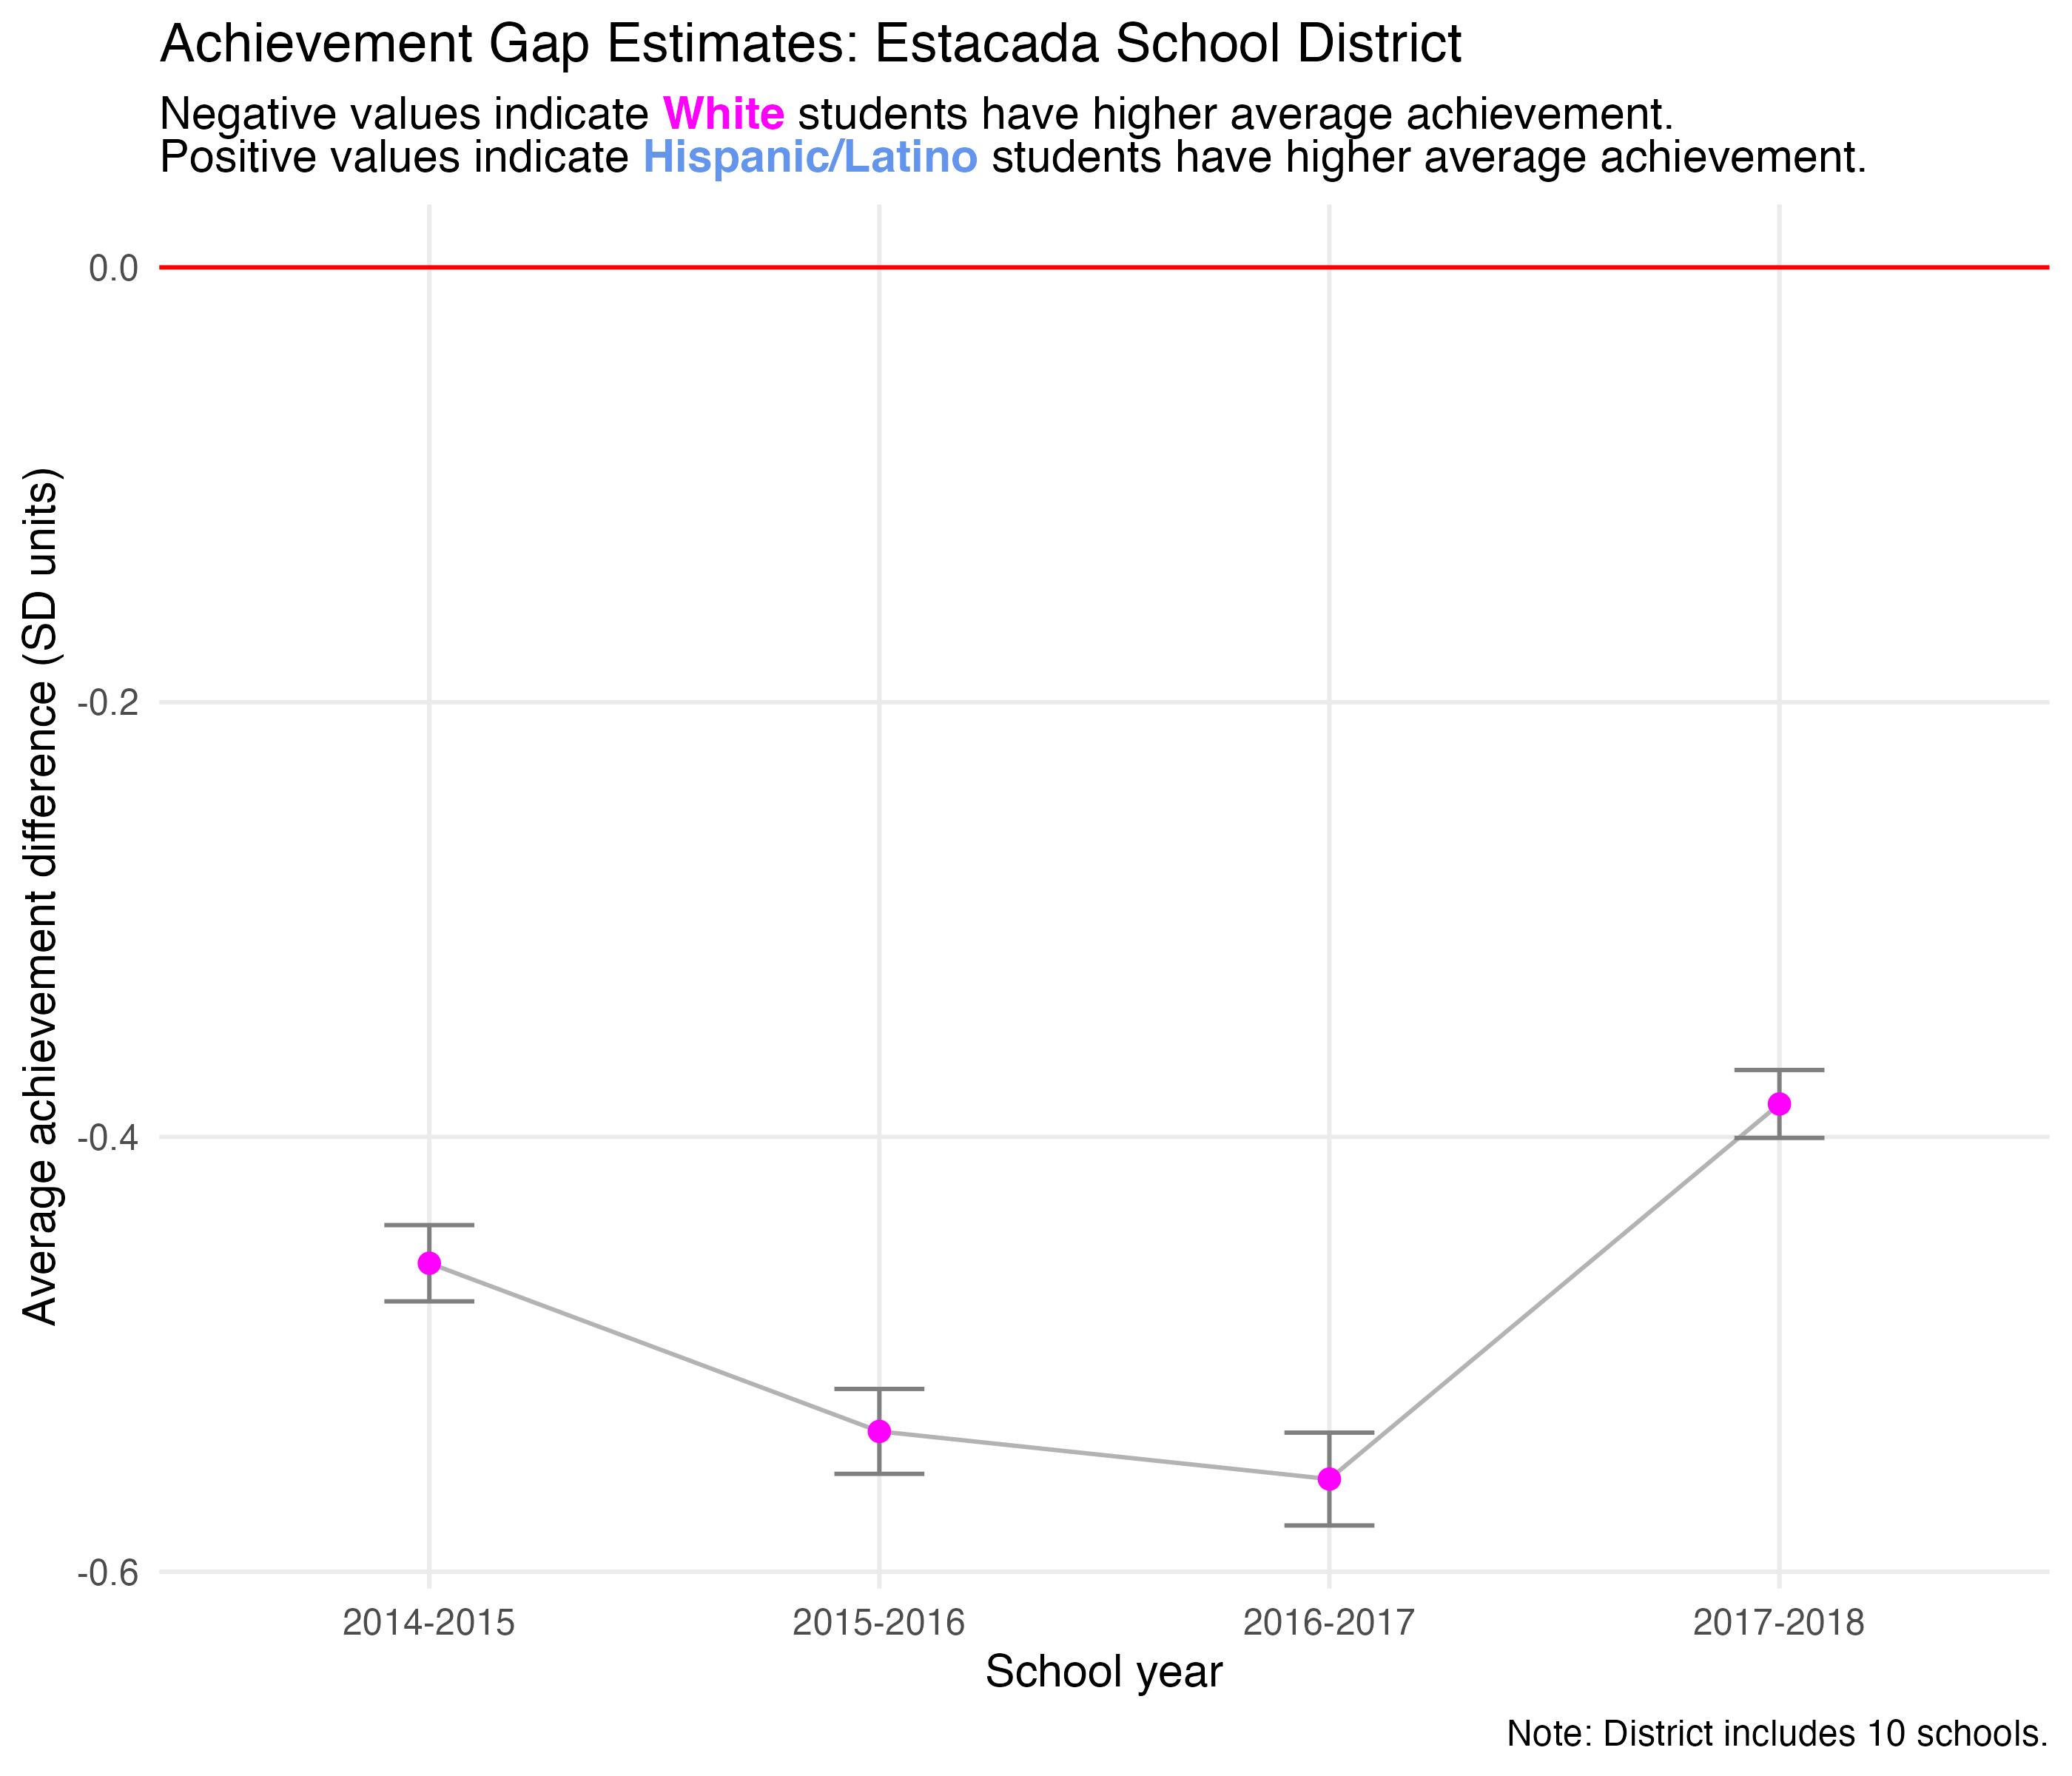 Achievement Gap Estimates: Estacada School District
Negative values indicate White students have higher average achievement.
Positive values indicate Hispanic/Latino students have higher average achievement.
Average achievement difference (SD units)
0.0
-0.2
-0.4
-0.6
2014-2015
2015-2016
2016-2017
2017-2018
School year
Note: District includes 10 schools.